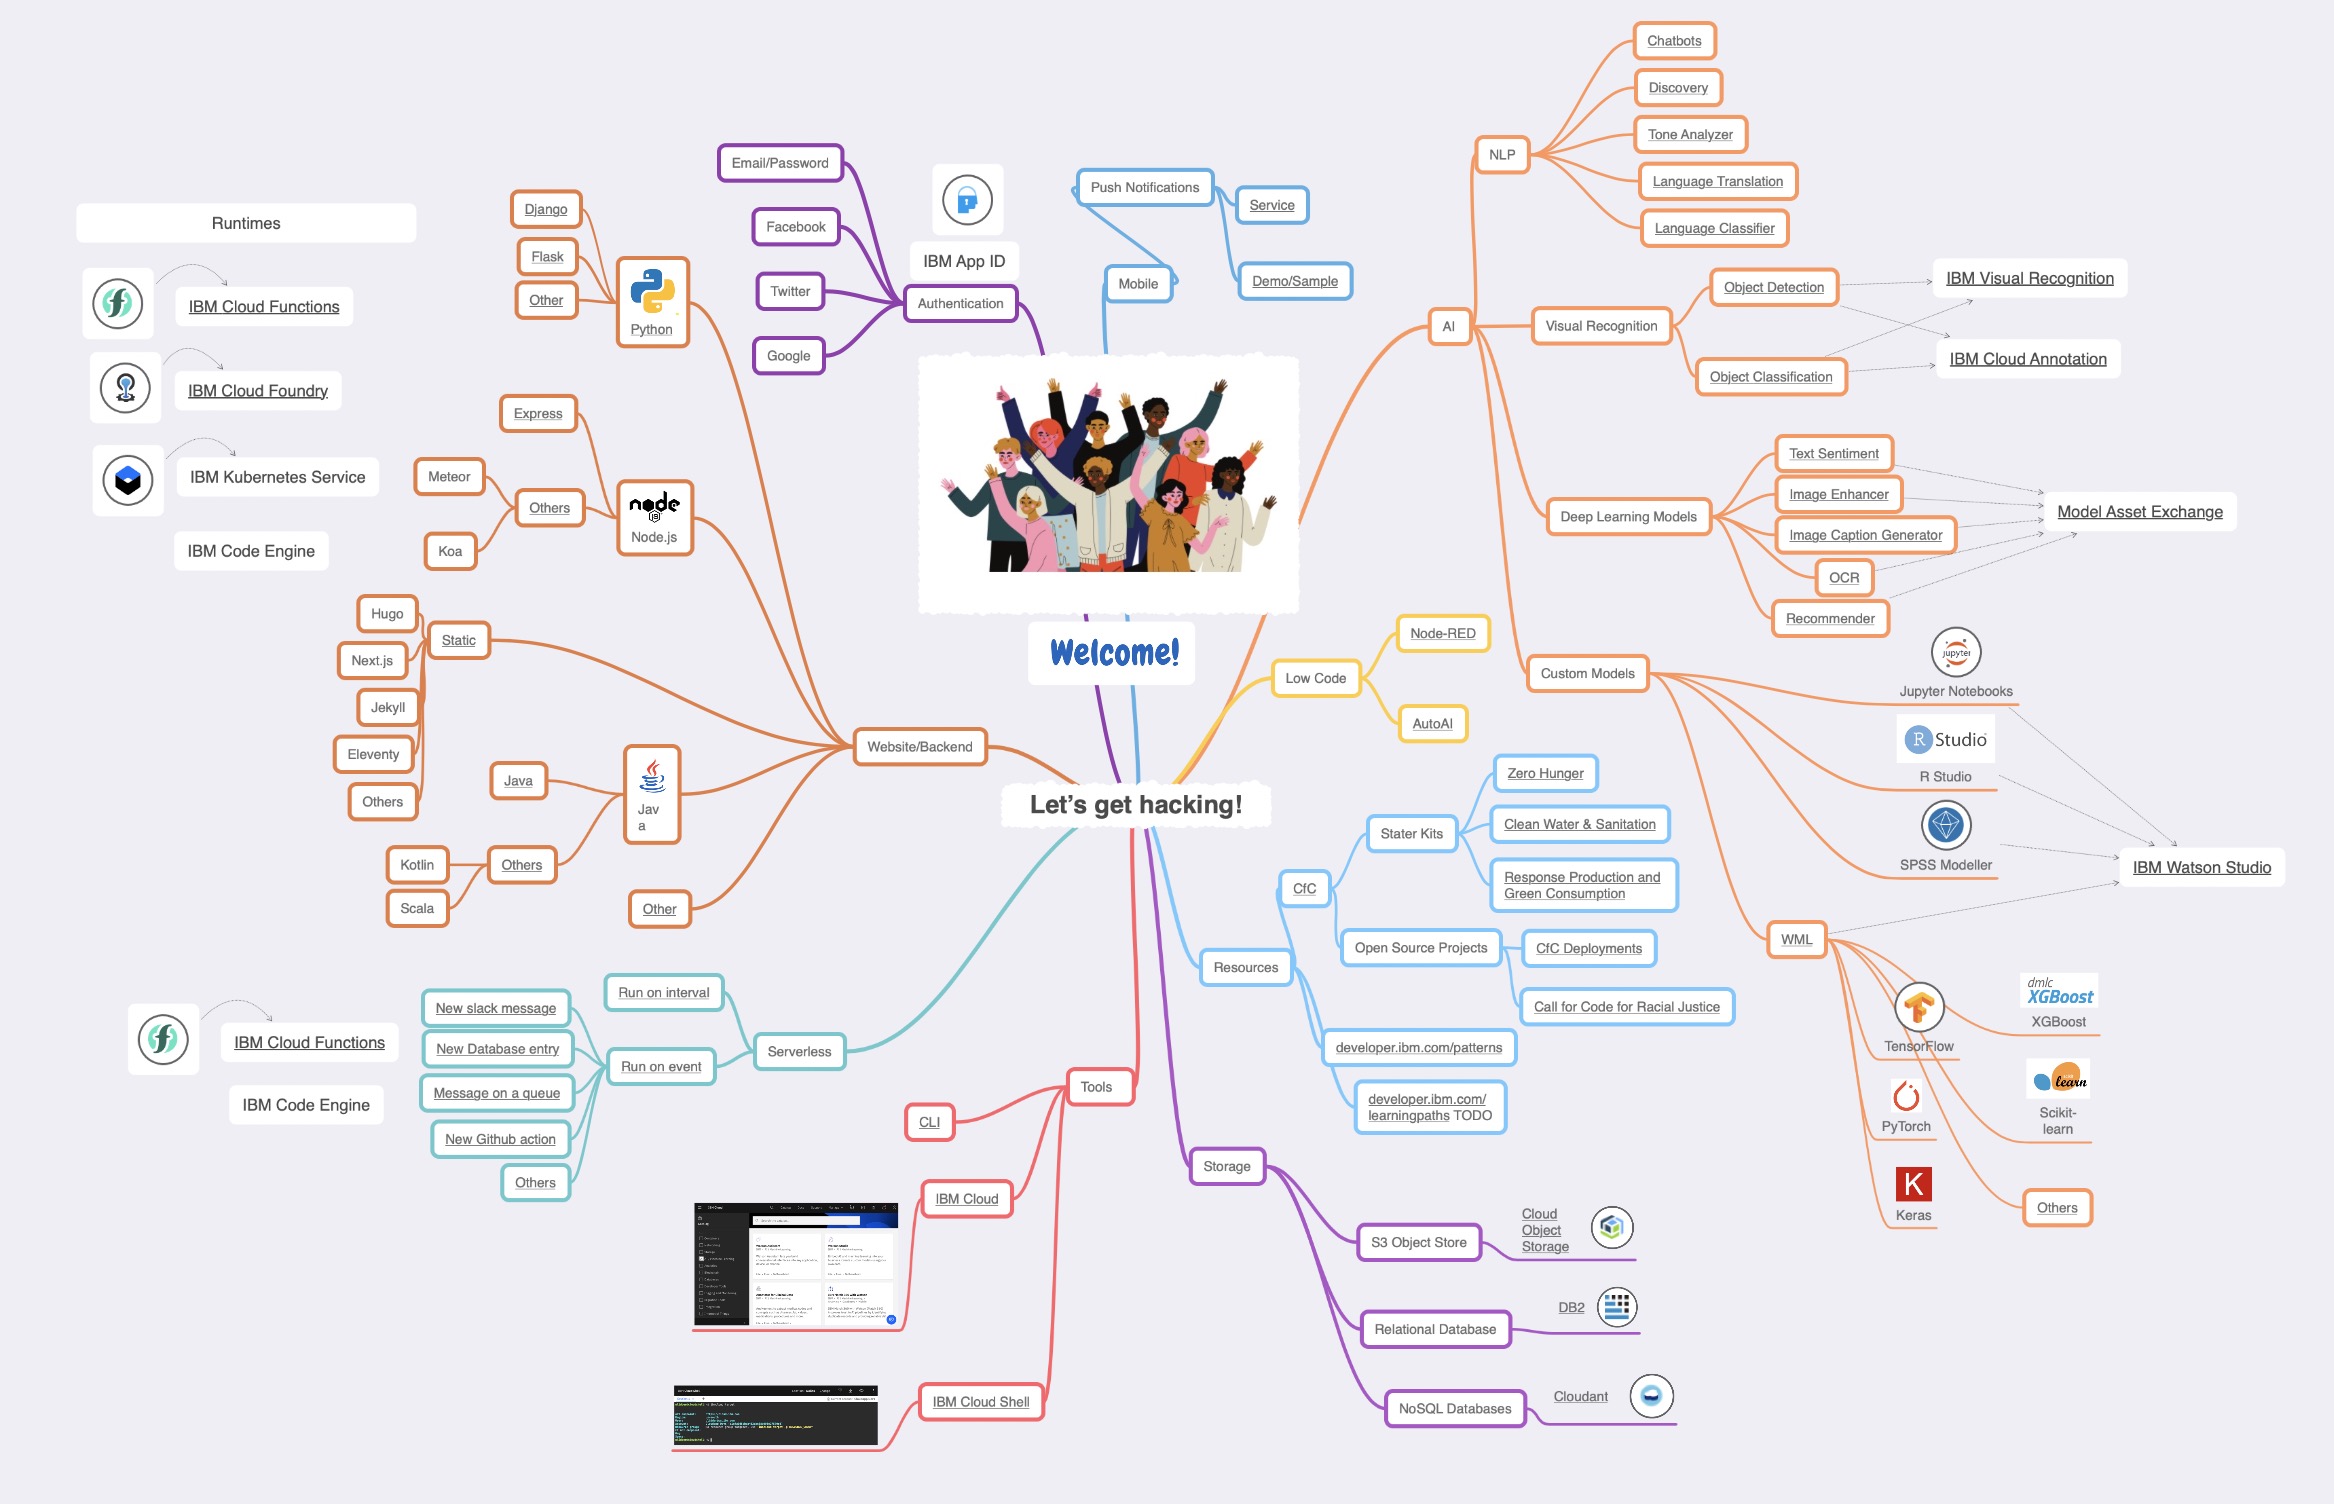 Chatbots
Discovery
Tone Analyzer
Language Translation
Language Classifier
NLP
Email/Password
Facebook
Twitter
Google
IBM App ID
Authentication
Push Notifications
Service
Mobile
Demo/Sample
Runtimes
IBM Cloud Functions
IBM Cloud Foundry
IBM Kubernetes Service
IBM Code Engine
Django
Flask
Other
Python
Express
Meteor
Others
Koa
node
JS
Node.js
Hugo
Next.js
Jekyll
Eleventy
Others
Static
Java
Jav
a
Kotlin
Scala
Others
Other
Website/Backend
Welcome!
Let's get hacking!
AI
Visual Recognition
Object Detection
Object Classification
IBM Visual Recognition
IBM Cloud Annotation
Deep Learning Models
Text Sentiment
Image Enhancer
Image Caption Generator
OCR
Recommender
Model Asset Exchange
Low Code
Node-RED
AutoAI
Custom Models
jupyter
Jupyter Notebooks
R Studio
R Studio
SPSS Modeller
IBM Watson Studio
WML
TensorFlow
dmlc
XGBoost
XGBoost
PyTorch
learn
Scikit-
learn
K
Keras
Others
Resources
CfC
Stater Kits
Zero Hunger
Clean Water & Sanitation
Response Production and
Green Consumption
Open Source Projects
CfC Deployments
Call for Code for Racial Justice
developer.ibm.com/patterns
developer.ibm.com/
learningpaths TODO
IBM Cloud Functions
IBM Code Engine
New slack message
New Database entry
Message on a queue
New Github action
Others
Run on interval
Run on event
Serverless
Tools
CLI
IBM Cloud
IBM Cloud Shell
Storage
S3 Object Store
Cloud
Object
Storage
Relational Database
DB2
NoSQL Databases
Cloudant